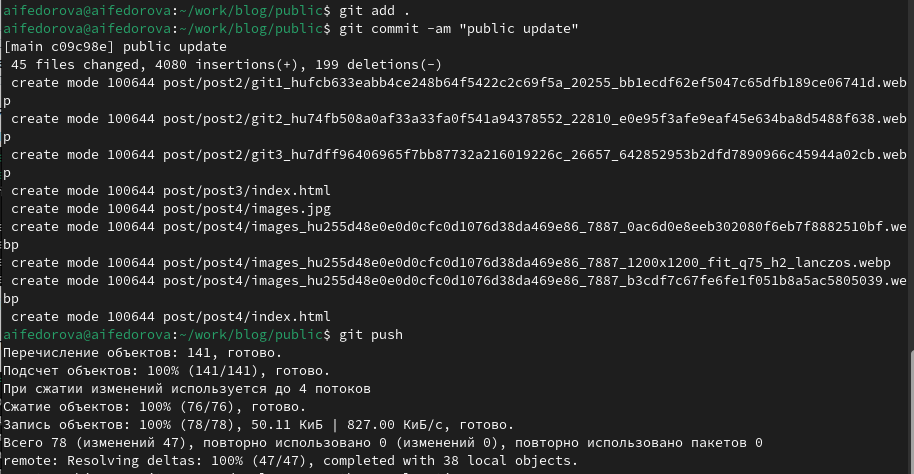 aifedorova@aifedorova:~/work/blog/public$ git add .
aifedorova@aifedorova:~/work/blog/public$ git commit -am "public update"
[main c09c98e] public update
 45 files changed, 4080 insertions(+), 199 deletions(-)
 create mode 100644 post/post2/git1_hufcb633eabb4ce248b64f5422c2c69f5a_20255_bb1ecdf62ef5047c65dfb189ce06741d.web
p
 create mode 100644 post/post2/git2_hu74fb508a0af33a33fa0f541a94378552_22810_e0e95f3afe9eaf45e634ba8d5488f638.web
p
 create mode 100644 post/post2/git3_hu7dff96406965f7bb87732a216019226c_26657_642852953b2dfd7890966c45944a02cb.web
p
 create mode 100644 post/post3/index.html
 create mode 100644 post/post4/images.jpg
 create mode 100644 post/post4/images_hu255d48e0e0d0cfc0d1076d38da469e86_7887_0ac6d0e8eeb302080f6eb7f8882510bf.we
bp
 create mode 100644 post/post4/images_hu255d48e0e0d0cfc0d1076d38da469e86_7887_1200x1200_fit_q75_h2_lanczos.webp
 create mode 100644 post/post4/images_hu255d48e0e0d0cfc0d1076d38da469e86_7887_b3cdf7c67fe6fe1f051b8a5ac5805039.we
bp
 create mode 100644 post/post4/index.html
aifedorova@aifedorova:~/work/blog/public$ git push
Перечисление объектов: 141, готово.
Подсчет объектов: 100% (141/141), готово.
При сжатии изменений используется до 4 потоков
Сжатие объектов: 100% (76/76), готово.
Запись объектов: 100% (78/78), 50.11 КиБ | 827.00 КиБ/с, готово.
Всего 78 (изменений 47), повторно использовано 0 (изменений 0), повторно использовано пакетов 0
remote: Resolving deltas: 100% (47/47), completed with 38 local objects.